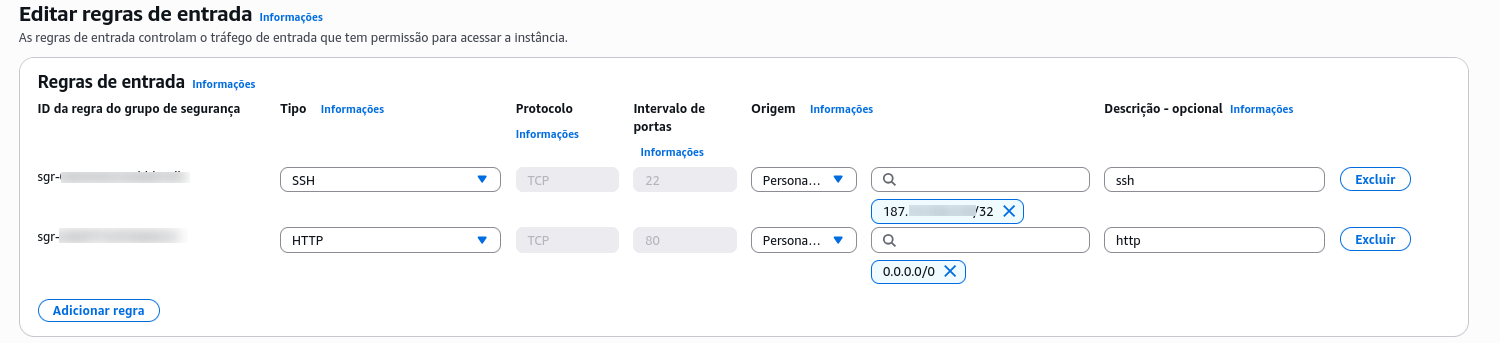 Editar regras de entrada Informações
As regras de entrada controlam o tráfego de entrada que tem permissão para acessar a instância.
Regras de entrada Informações
ID da regra do grupo de segurança Tipo Informações Protocolo Informações Intervalo de portas Informações Origem Informações Descrição - opcional Informações
sgr- SSH TCP 22 Persona... ssh Excluir
187. /32
sgr- HTTP TCP 80 Persona... http Excluir
0.0.0.0/0
Adicionar regra